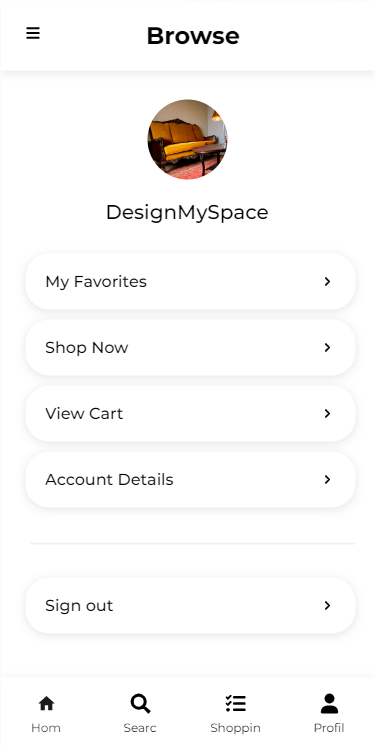 Browse
DesignMySpace
My Favorites
Shop Now
View Cart
Account Details
Sign out
Hom
Searc
Shoppin
Profil